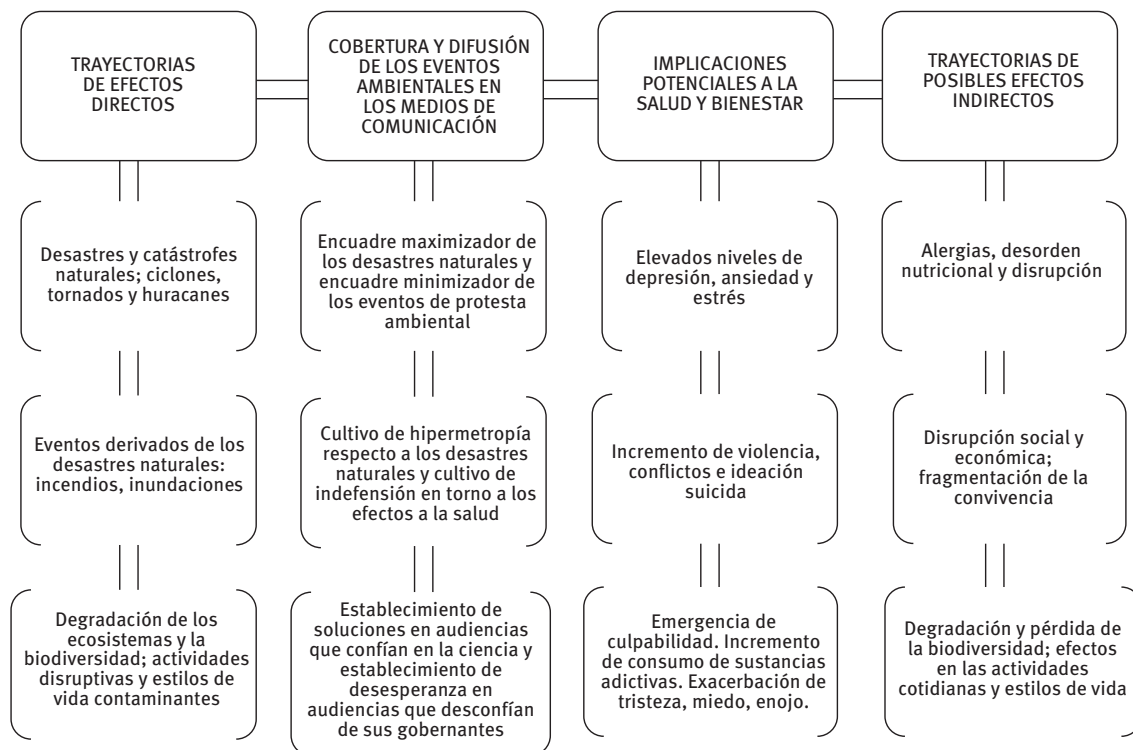 TRAYECTORIAS
DE EFECTOS
DIRECTOS
COBERTURA Y DIFUSIÓN
DE LOS EVENTOS
AMBIENTALES EN
LOS MEDIOS DE
COMUNICACIÓN
IMPLICACIONES
POTENCIALES A LA
SALUD Y BIENESTAR
TRAYECTORIAS DE
POSIBLES EFECTOS
INDIRECTOS
Desastres y catástrofes
naturales; ciclones,
tornados y huracanes
Encuadre maximizador de
los desastres naturales y
encuadre minimizador de
los eventos de protesta
ambiental
Elevados niveles de
depresión, ansiedad y
estrés
Alergias, desorden
nutricional y disrupción
Eventos derivados de los
desastres naturales:
incendios, inundaciones
Cultivo de hipermetropía
respecto a los desastres
naturales y cultivo de
indefensión en torno a los
efectos a la salud
Incremento de violencia,
conflictos e ideación
suicida
Disrupción social y
económica;
fragmentación de la
convivencia
Degradación de los
ecosistemas y la
biodiversidad; actividades
disruptivas y estilos de
vida contaminantes
Establecimiento de
soluciones en audiencias
que confían en la ciencia y
establecimiento de
desesperanza en
audiencias que desconfían
de sus gobernantes
Emergencia de
culpabilidad. Incremento
de consumo de sustancias
adictivas. Exacerbación de
tristeza, miedo, enojo.
Degradación y pérdida de
la biodiversidad; efectos
en las actividades
cotidianas y estilos de vida